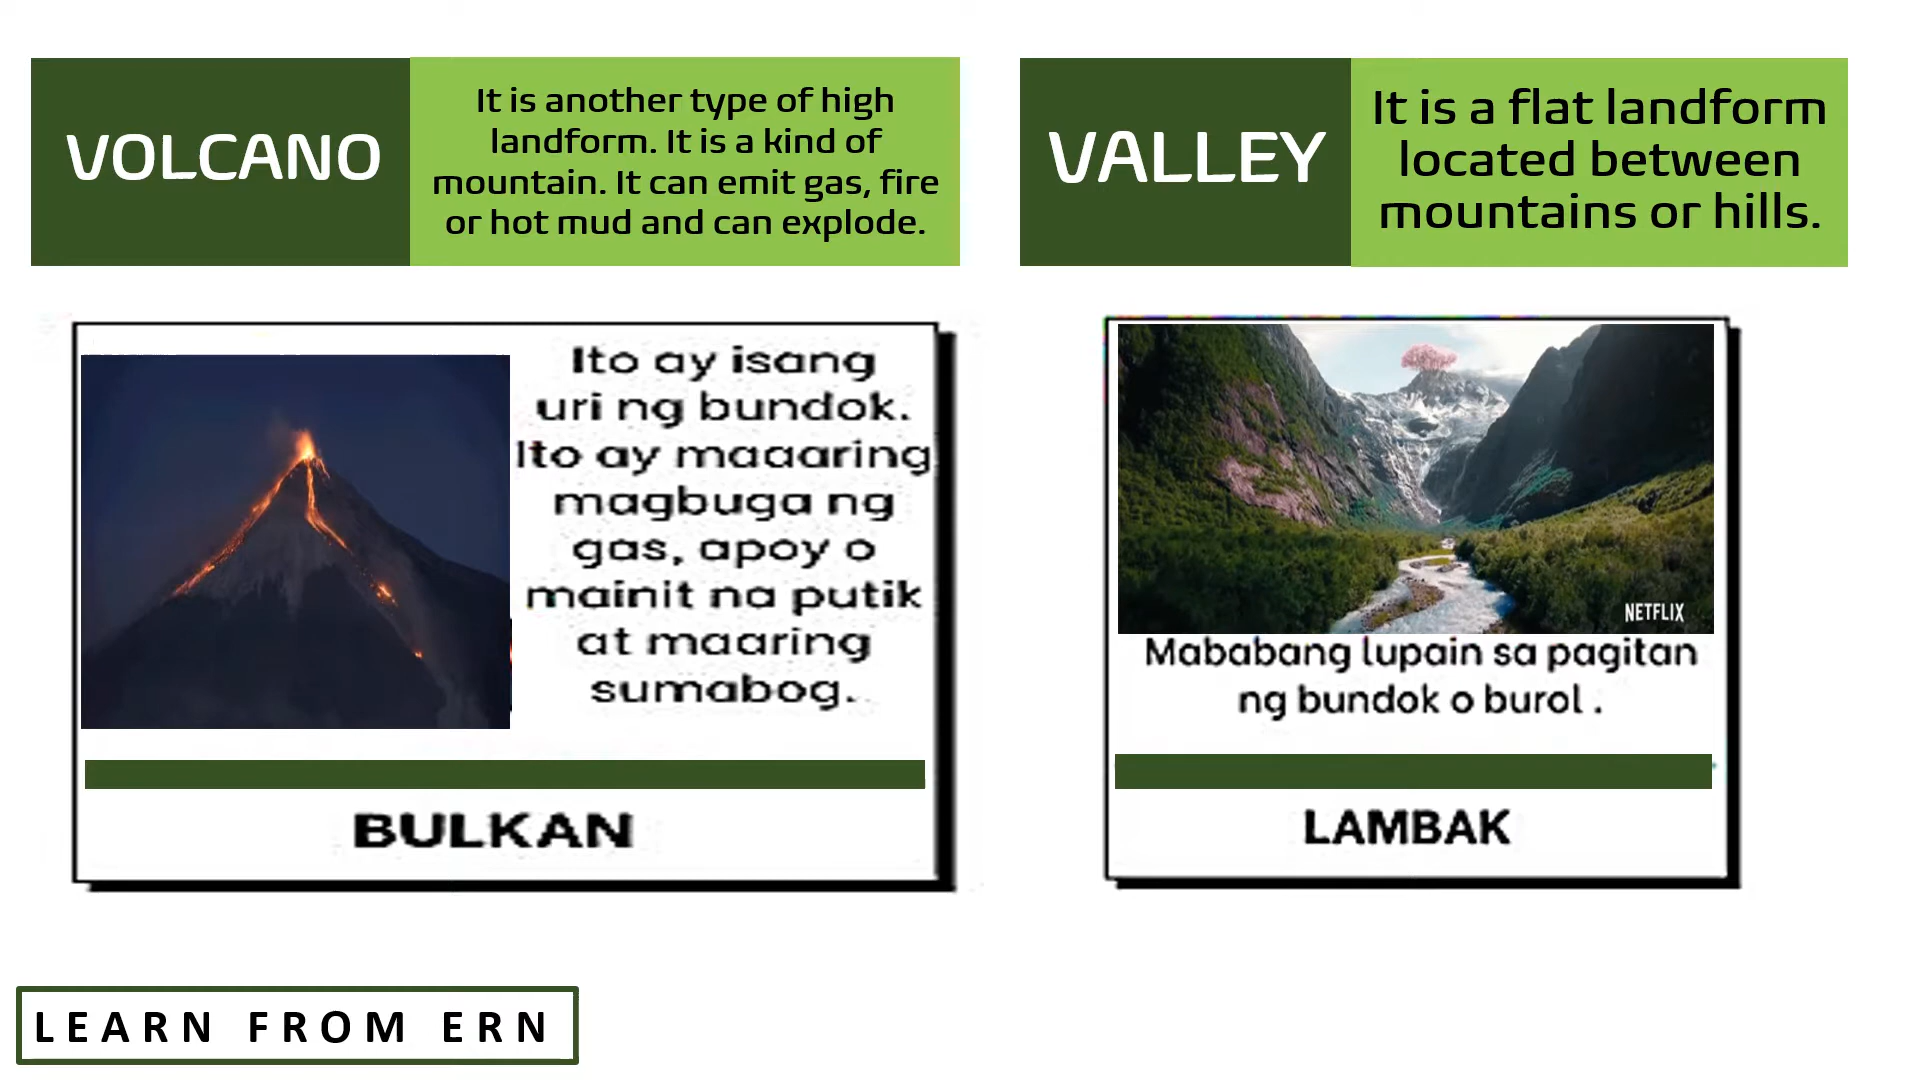 VOLCANO
It is another type of high
landform. It is a kind of
mountain. It can emit gas, fire
or hot mud and can explode.
VALLEY
It is a flat landform
located between
mountains or hills.
Ito ay isang
uri ng bundok.
Ito ay maaaring
magbuga ng
gas, apoy o
mainit na putik
at maaring
sumabog.
BULKAN
NETFLIX
Mababang lupain sa pagitan
ng bundok o burol .
LAMBAK
LEARN FROM ERN